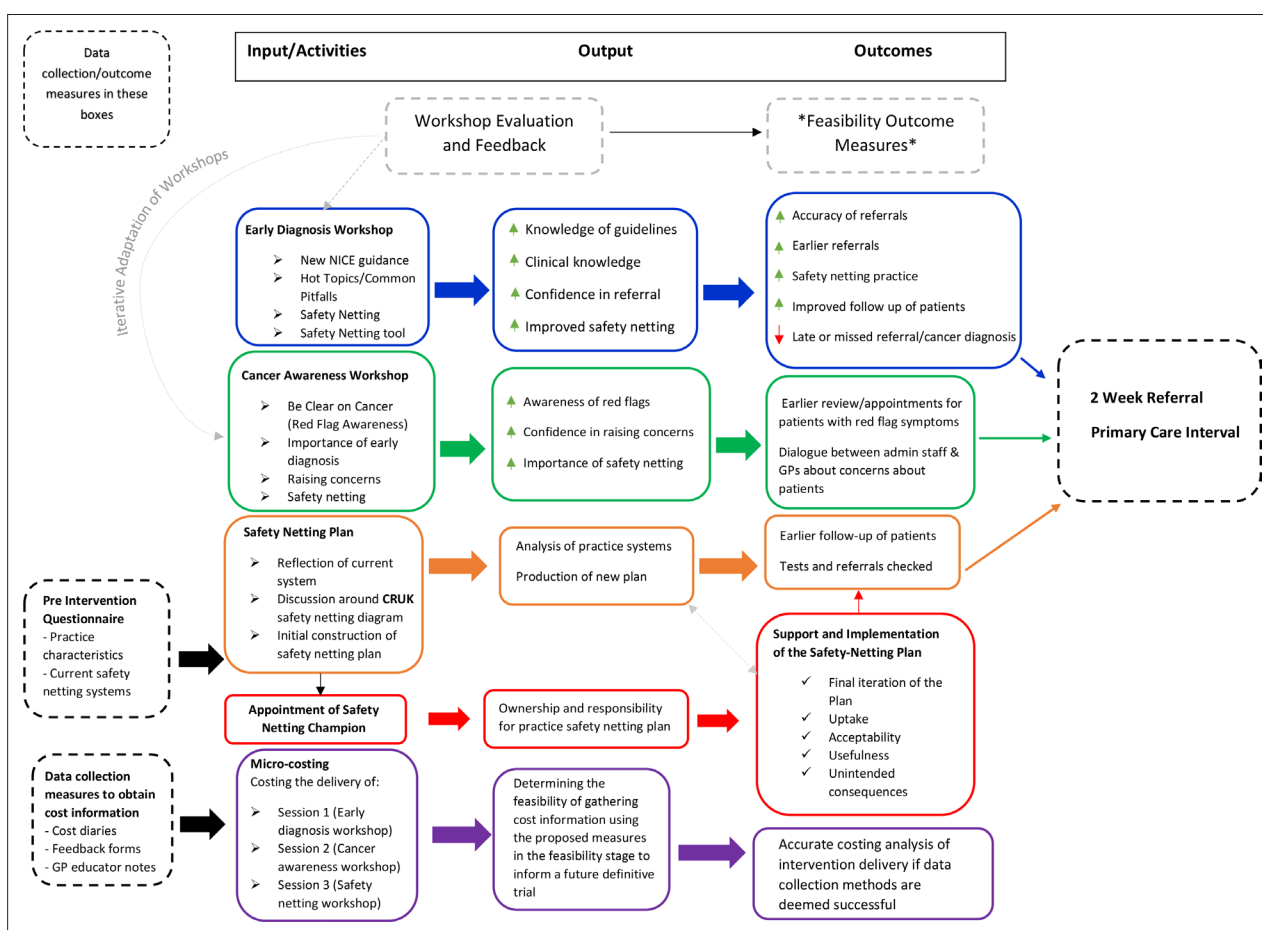 Data
collection/outcome
measures in these
boxes
Input/Activities
Output
Outcomes
Workshop Evaluation
and Feedback
*Feasibility Outcome
Measures*
Iterative Adaptation of Workshops
Early Diagnosis Workshop
➢ New NICE guidance
➢ Hot Topics/Common
Pitfalls
➢ Safety Netting
➢ Safety Netting tool
Knowledge of guidelines
Clinical knowledge
Confidence in referral
Improved safety netting
Accuracy of referrals
Earlier referrals
Safety netting practice
Improved follow up of patients
Late or missed referral/cancer diagnosis
Cancer Awareness Workshop
➢ Be Clear on Cancer
(Red Flag Awareness)
➢ Importance of early
diagnosis
➢ Raising concerns
➢ Safety netting
Awareness of red flags
Confidence in raising concerns
Importance of safety netting
Earlier review/appointments for
patients with red flag symptoms
Dialogue between admin staff &
GPs about concerns about
patients
2 Week Referral
Primary Care Interval
Safety Netting Plan
➢ Reflection of current
system
➢ Discussion around CRUK
safety netting diagram
➢ Initial construction of
safety netting plan
Analysis of practice systems
Production of new plan
Earlier follow-up of patients
Tests and referrals checked
Pre Intervention
Questionnaire
- Practice
characteristics
- Current safety
netting systems
Appointment of Safety
Netting Champion
Ownership and responsibility
for practice safety netting plan
Support and Implementation
of the Safety-Netting Plan
✓ Final iteration of the
Plan
✓ Uptake
✓ Acceptability
✓ Usefulness
✓ Unintended
consequences
Data collection
measures to obtain
cost information
- Cost diaries
- Feedback forms
- GP educator notes
Micro-costing
Costing the delivery of:
➢ Session 1 (Early
diagnosis workshop)
➢ Session 2 (Cancer
awareness workshop)
➢ Session 3 (Safety
netting workshop)
Determining the
feasibility of gathering
cost information using
the proposed measures
in the feasibility stage to
inform a future definitive
trial
Accurate costing analysis of
intervention delivery if data
collection methods are
deemed successful